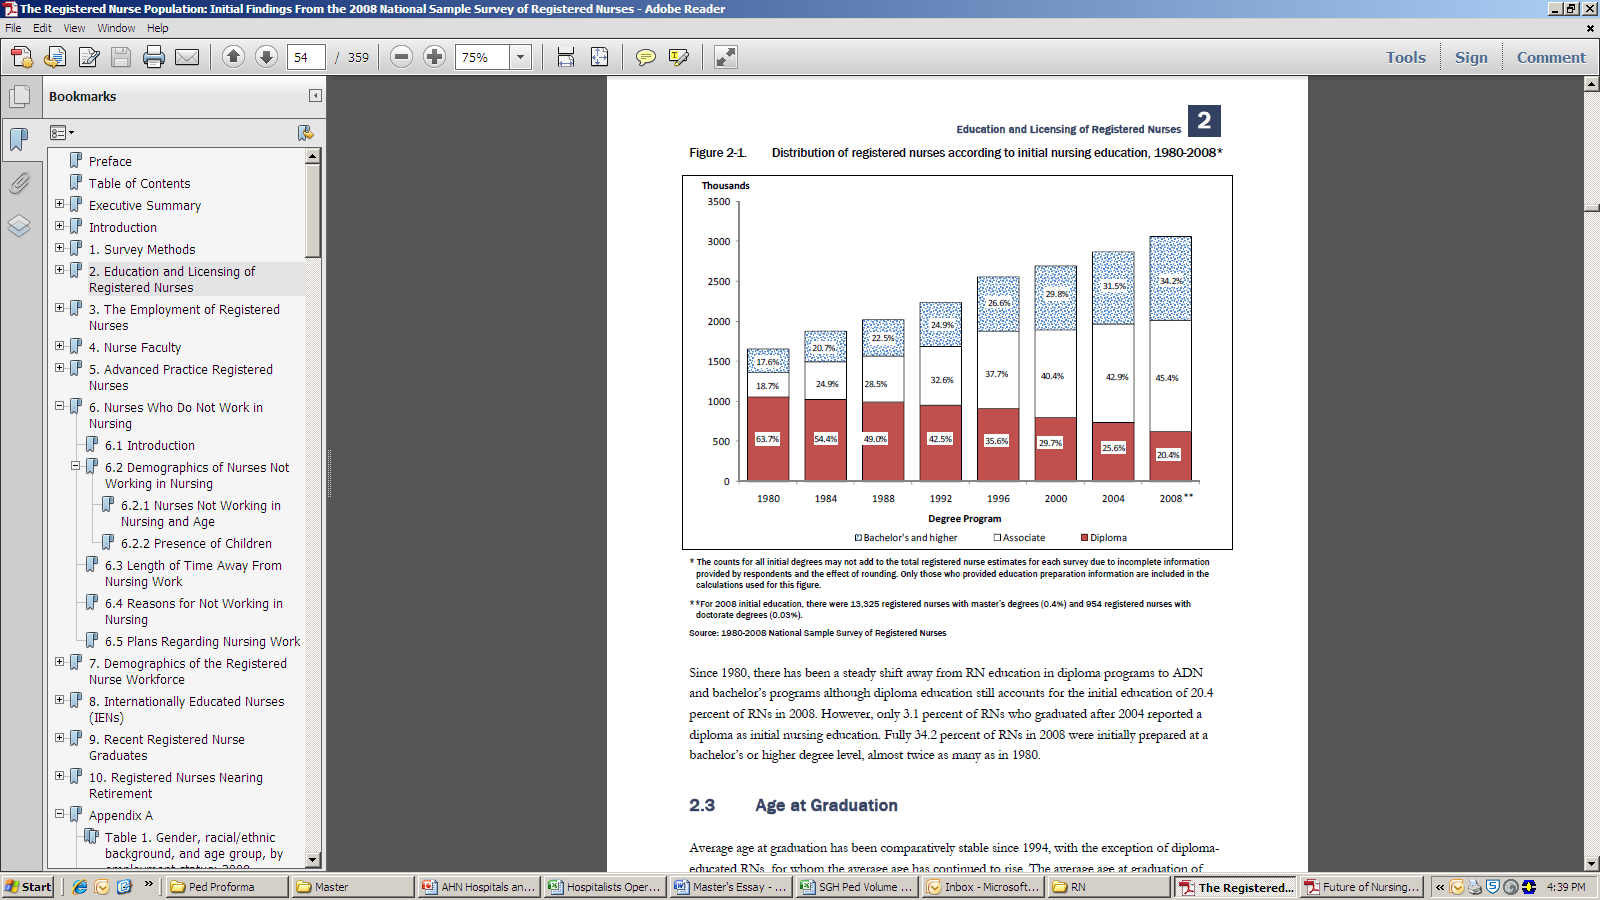 The Registered Nurse Population: Initial Findings From the 2008 National Sample Survey of Registered Nurses - Adobe Reader
File Edit View Window Help
54 / 359 75% Tools Sign Comment
Bookmarks
Preface
Table of Contents
Executive Summary
Introduction
1. Survey Methods
2. Education and Licensing of
Registered Nurses
3. The Employment of Registered
Nurses
4. Nurse Faculty
5. Advanced Practice Registered
Nurses
6. Nurses Who Do Not Work in
Nursing
6.1 Introduction
6.2 Demographics of Nurses Not
Working in Nursing
6.2.1 Nurses Not Working in
Nursing and Age
6.2.2 Presence of Children
6.3 Length of Time Away From
Nursing Work
6.4 Reasons for Not Working in
Nursing
6.5 Plans Regarding Nursing Work
7. Demographics of the Registered
Nurse Workforce
8. Internationally Educated Nurses
(IENs)
9. Recent Registered Nurse
Graduates
10. Registered Nurses Nearing
Retirement
Appendix A
Table 1. Gender, racial/ethnic
background, and age group, by
Education and Licensing of Registered Nurses 2
Figure 2-1. Distribution of registered nurses according to initial nursing education, 1980-2008*
Thousands
3500
3000
2500
2000
1500
1000
500
0
17.6% 20.7% 22.5% 24.9% 26.6% 29.8% 31.5% 34.2%
18.7% 24.9% 28.5% 32.6% 37.7% 40.4% 42.9% 45.4%
63.7% 54.4% 49.0% 42.5% 35.6% 29.7% 25.6% 20.4%
1980 1984 1988 1992 1996 2000 2004 2008**
Degree Program
Bachelor's and higher Associate Diploma
* The counts for all initial degrees may not add to the total registered nurse estimates for each survey due to incomplete information
provided by respondents and the effect of rounding. Only those who provided education preparation information are included in the
calculations used for this figure.
**For 2008 initial education, there were 13,325 registered nurses with master's degrees (0.4%) and 954 registered nurses with
doctorate degrees (0.03%).
Source: 1980-2008 National Sample Survey of Registered Nurses
Since 1980, there has been a steady shift away from RN education in diploma programs to ADN
and bachelor's programs although diploma education still accounts for the initial education of 20.4
percent of RNs in 2008. However, only 3.1 percent of RNs who graduated after 2004 reported a
diploma as initial nursing education. Fully 34.2 percent of RNs in 2008 were initially prepared at a
bachelor's or higher degree level, almost twice as many as in 1980.
2.3 Age at Graduation
Average age at graduation has been comparatively stable since 1994, with the exception of diploma-
educated RNs, for whom the average age has continued to rise. The average age at graduation of
Start Ped Proforma Master AHN Hospitals an... Hospitalists Oper... Master's Essay - ... SGH Ped Volume ... Inbox - Microsoft... RN The Registered... Future of Nursing... 4:39 PM